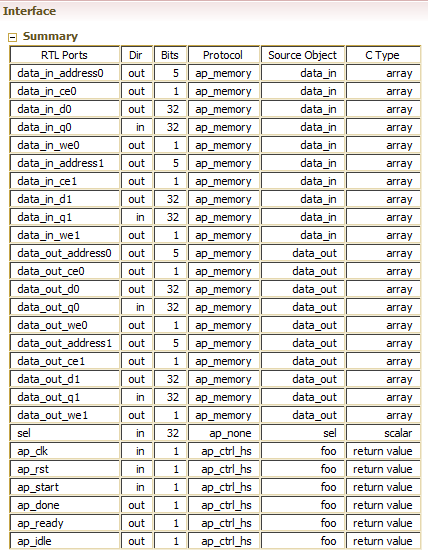 Interface
Summary
RTL Ports Dir Bits Protocol Source Object C Type
data_in_address0 out 5 ap_memory data_in array
data_in_ce0 out 1 ap_memory data_in array
data_in_d0 out 32 ap_memory data_in array
data_in_q0 in 32 ap_memory data_in array
data_in_we0 out 1 ap_memory data_in array
data_in_address1 out 5 ap_memory data_in array
data_in_ce1 out 1 ap_memory data_in array
data_in_d1 out 32 ap_memory data_in array
data_in_q1 in 32 ap_memory data_in array
data_in_we1 out 1 ap_memory data_in array
data_out_address0 out 5 ap_memory data_out array
data_out_ce0 out 1 ap_memory data_out array
data_out_d0 out 32 ap_memory data_out array
data_out_q0 in 32 ap_memory data_out array
data_out_we0 out 1 ap_memory data_out array
data_out_address1 out 5 ap_memory data_out array
data_out_ce1 out 1 ap_memory data_out array
data_out_d1 out 32 ap_memory data_out array
data_out_q1 in 32 ap_memory data_out array
data_out_we1 out 1 ap_memory data_out array
sel in 32 ap_none sel scalar
ap_clk in 1 ap_ctrl_hs foo return value
ap_rst in 1 ap_ctrl_hs foo return value
ap_start in 1 ap_ctrl_hs foo return value
ap_done out 1 ap_ctrl_hs foo return value
ap_ready out 1 ap_ctrl_hs foo return value
ap_idle out 1 ap_ctrl_hs foo return value